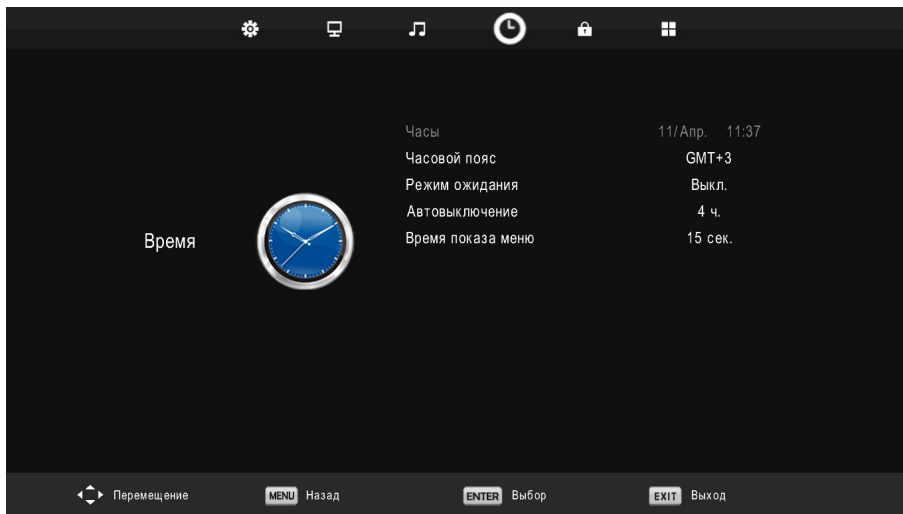 Часы 11/Апр. 11:37
Часовой пояс GMT+3
Режим ожидания Выкл.
Автовыключение 4 ч.
Время показа меню 15 сек.
Время
Перемещение MENU Назад ENTER Выбор EXIT Выход